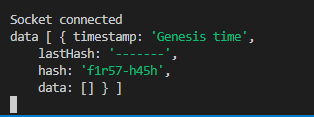 Socket connected
data [ { timestamp: 'Genesis time',
    lastHash: '-------',
    hash: 'f1r57-h45h',
    data: [] } ]